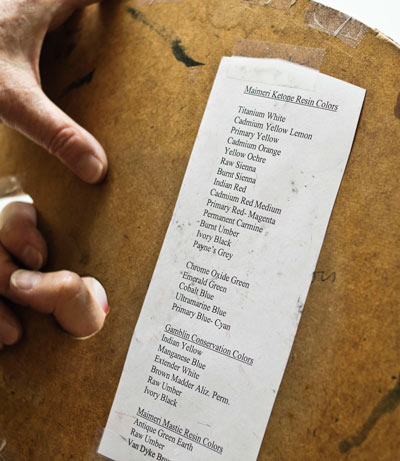 Maimeri Ketone Resin Colors
Titanium White
Cadmium Yellow Lemon
Primary Yellow
Cadmium Orange
Yellow Ochre
Raw Sienna
Burnt Sienna
Indian Red
Cadmium Red Medium
Primary Red- Magenta
Permanent Carmine
Burnt Umber
Ivory Black
Payne's Grey
Chrome Oxide Green
Emerald Green
Cobalt Blue
Ultramarine Blue
Primary Blue- Cyan
Gamblin Conservation Colors
Indian Yellow
Manganese Blue
Extender White
Brown Madder Aliz. Perm.
Raw Umber
Ivory Black
Maimeri Mastic Resin Colors
Antique Green Earth
Raw Umber
Van Dyke